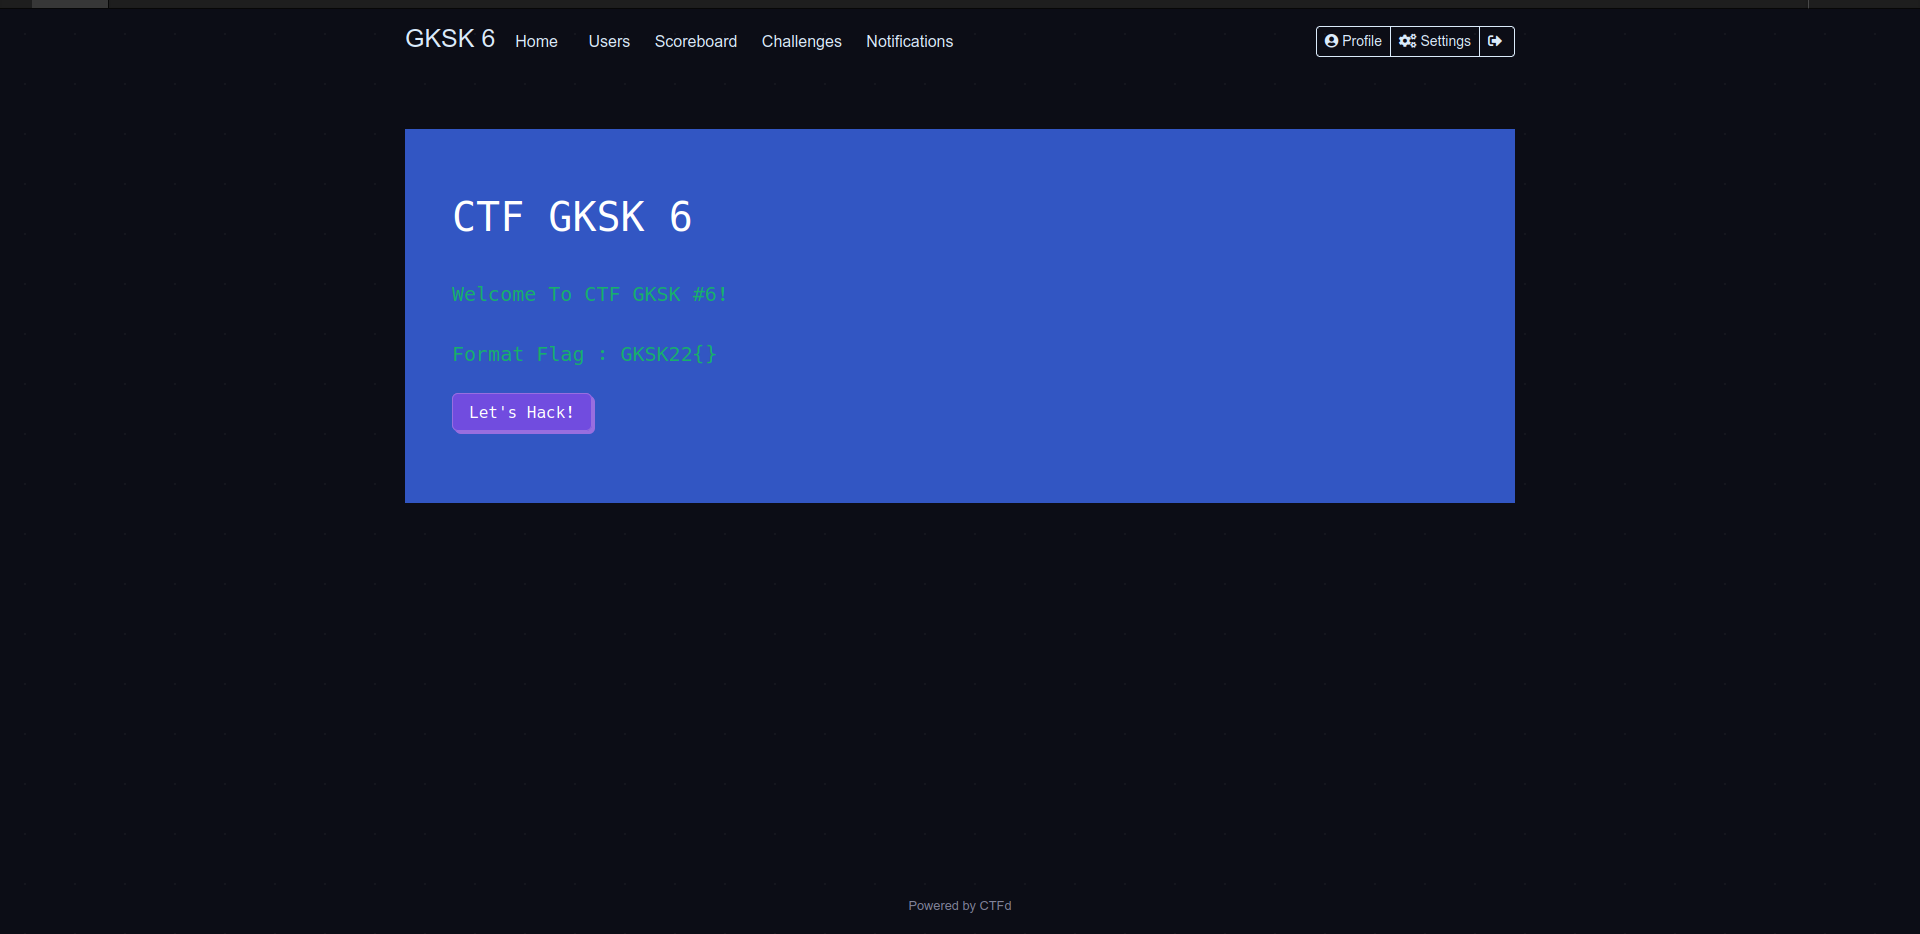 GKSK 6 Home Users Scoreboard Challenges Notifications Profile Settings
CTF GKSK 6
Welcome To CTF GKSK #6!
Format Flag : GKSK22{}
Let's Hack!
Powered by CTFd